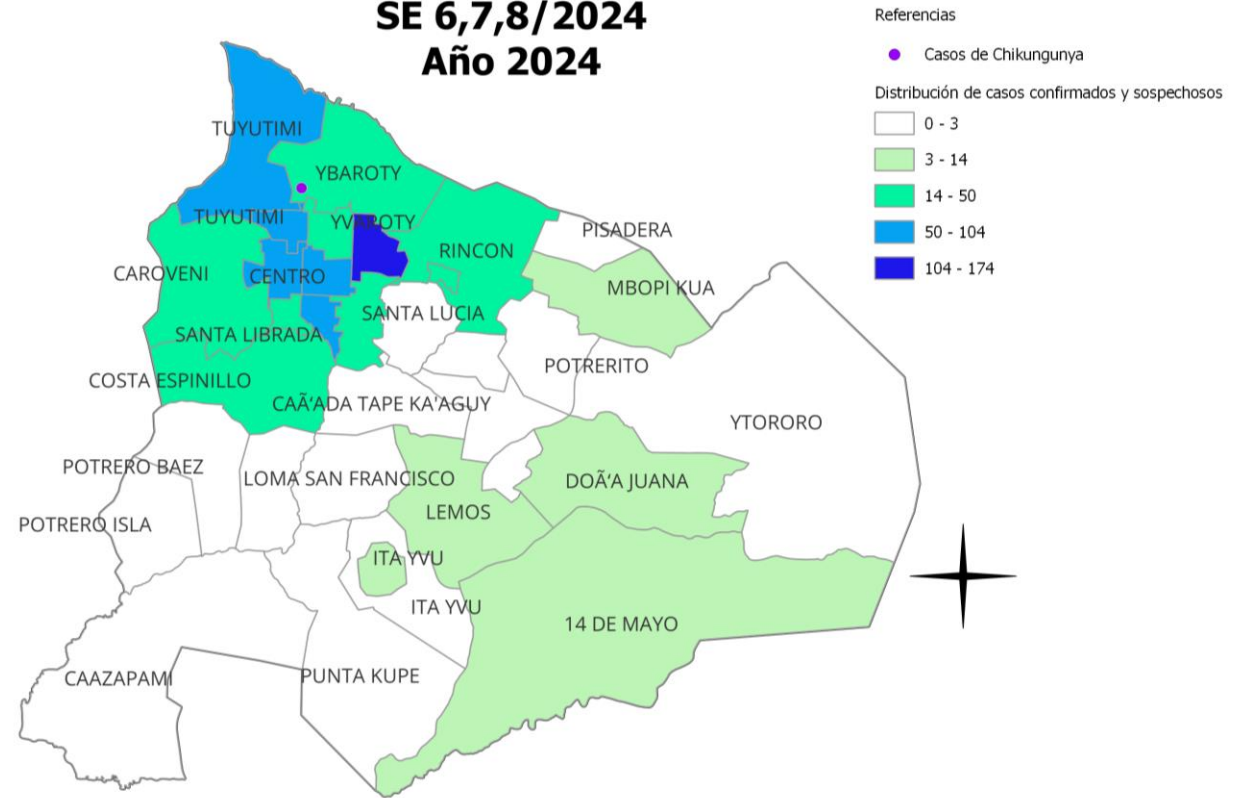 SE 6,7,8/2024
Año 2024
Referencias
Casos de Chikungunya
Distribución de casos confirmados y sospechosos
0 - 3
3 - 14
14 - 50
50 - 104
104 - 174
TUYUTIMI
YBAROTY
TUYUTIMI
YVAROTY
PISADERA
RINCON
CAROVENI
CENTRO
MBOPI KUA
SANTA LUCIA
SANTA LIBRADA
POTRERITO
COSTA ESPINILLO
CAÃ‘ADA TAPE KA'AGUY
YTORORO
POTRERO BAEZ
LOMA SAN FRANCISCO
DOÃ‘A JUANA
LEMOS
POTRERO ISLA
ITA YVU
ITA YVU
14 DE MAYO
CAAZAPAMI
PUNTA KUPE